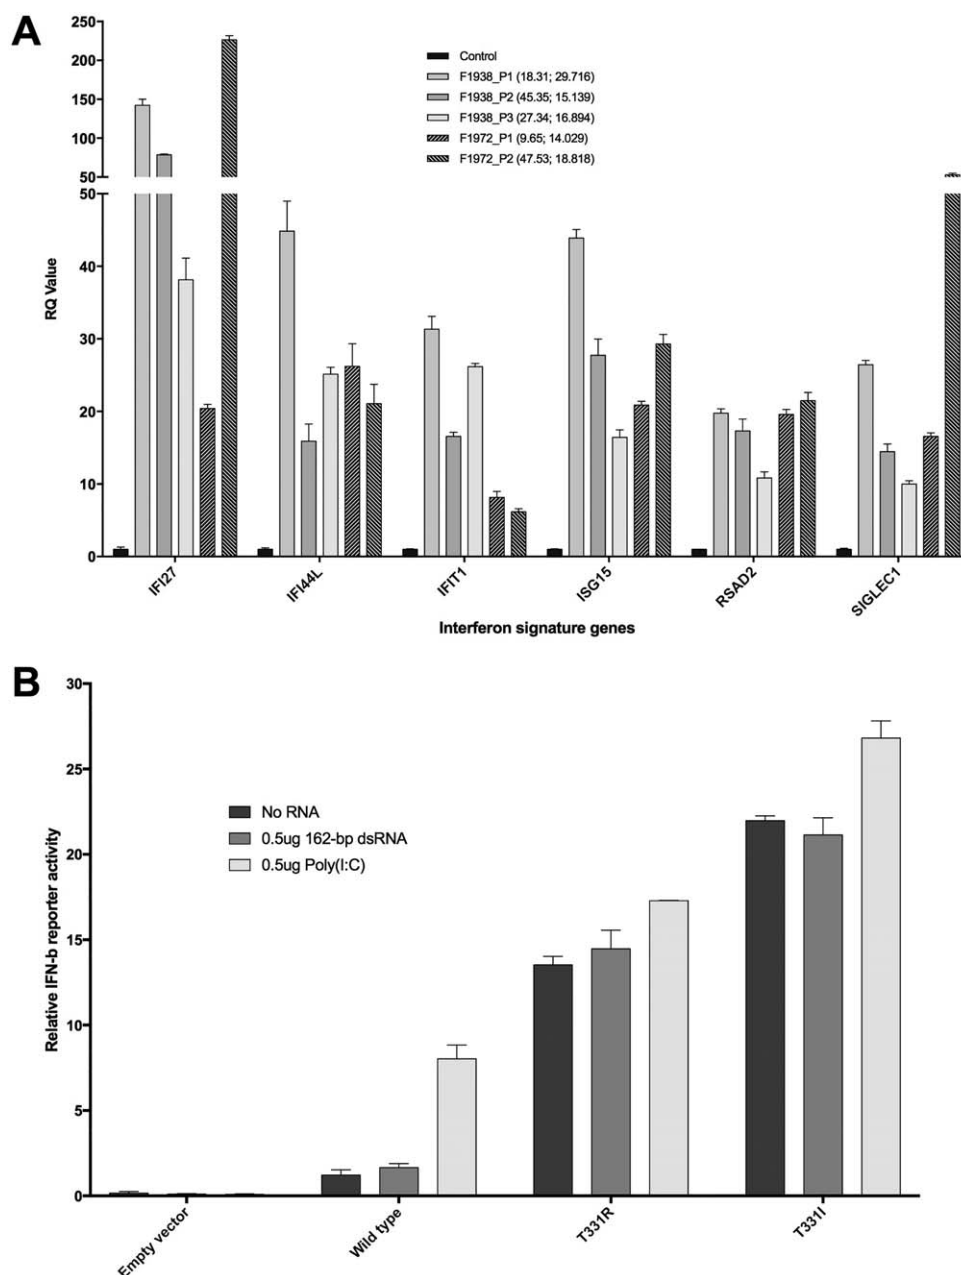 A
250
200
150
100
50
50
40
30
20
10
0
RQ Value
Control
F1938_P1 (18.31; 29.716)
F1938_P2 (45.35; 15.139)
F1938_P3 (27.34; 16.894)
F1972_P1 (9.65; 14.029)
F1972_P2 (47.53; 18.818)
IFI27
IFI44L
IFIT1
ISG15
RSAD2
SIGLEC1
Interferon signature genes
B
30
25
20
15
10
5
0
Relative IFN-b reporter activity
No RNA
0.5ug 162-bp dsRNA
0.5ug Poly(I:C)
Empty vector
Wild type
T331R
T331I